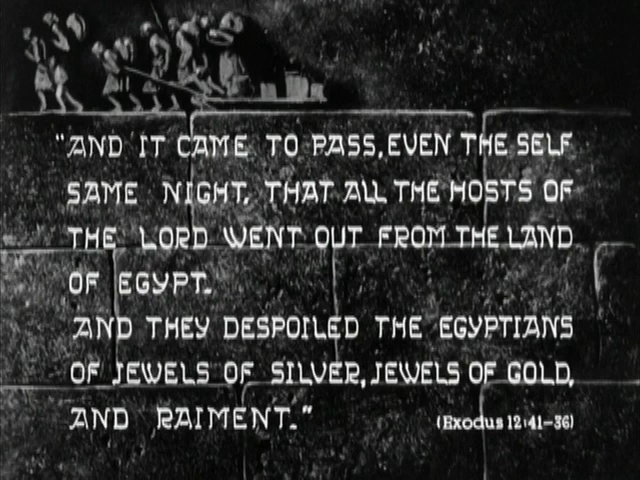 "AND IT CAME TO PASS, EVEN THE SELF
SAME NIGHT, THAT ALL THE HOSTS OF
THE LORD WENT OUT FROM THE LAND
OF EGYPT.
AND THEY DESPOILED THE EGYPTIANS
OF JEWELS OF SILVER, JEWELS OF GOLD,
AND RAIMENT."
(Exodus 12:41-36)